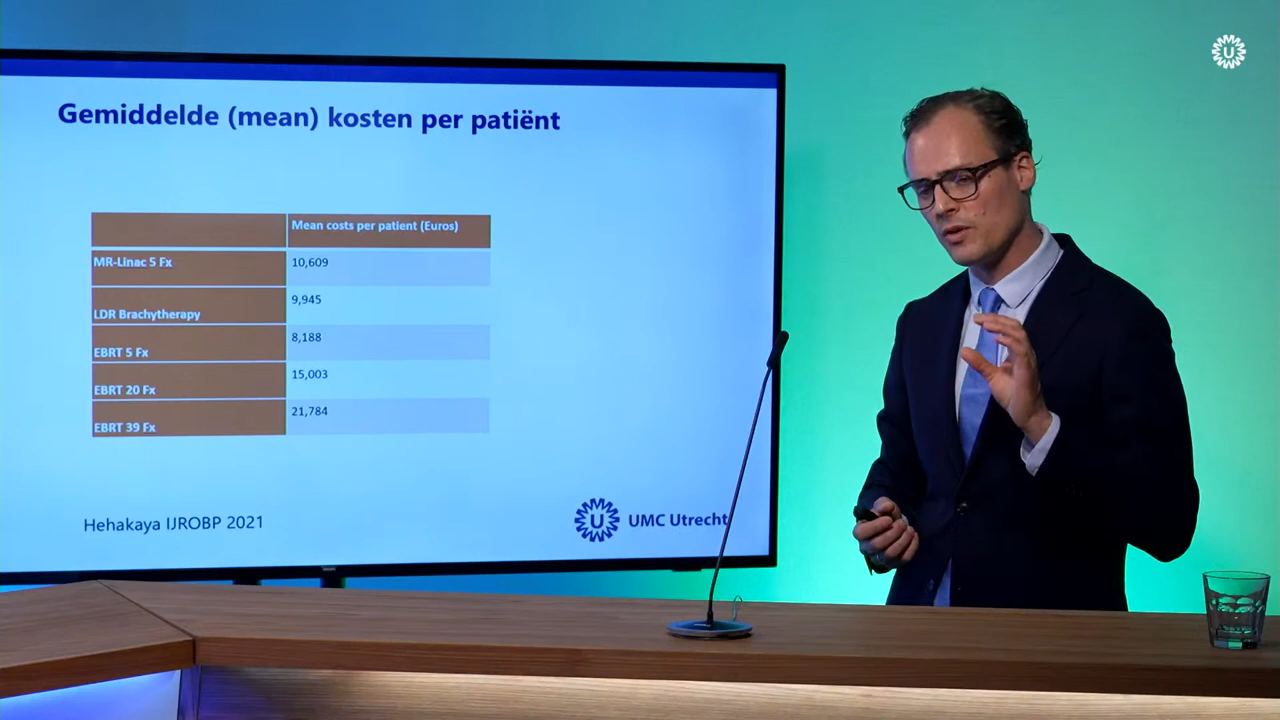 Gemiddelde (mean) kosten per patiënt
Mean costs per patient (Euros)
MR-Linac 5 Fx 10,609
LDR Brachytherapy 9,945
EBRT 5 Fx 8,188
EBRT 20 Fx 15,003
EBRT 39 Fx 21,784
Hehakaya IJROBP 2021
U UMC Utrecht
U